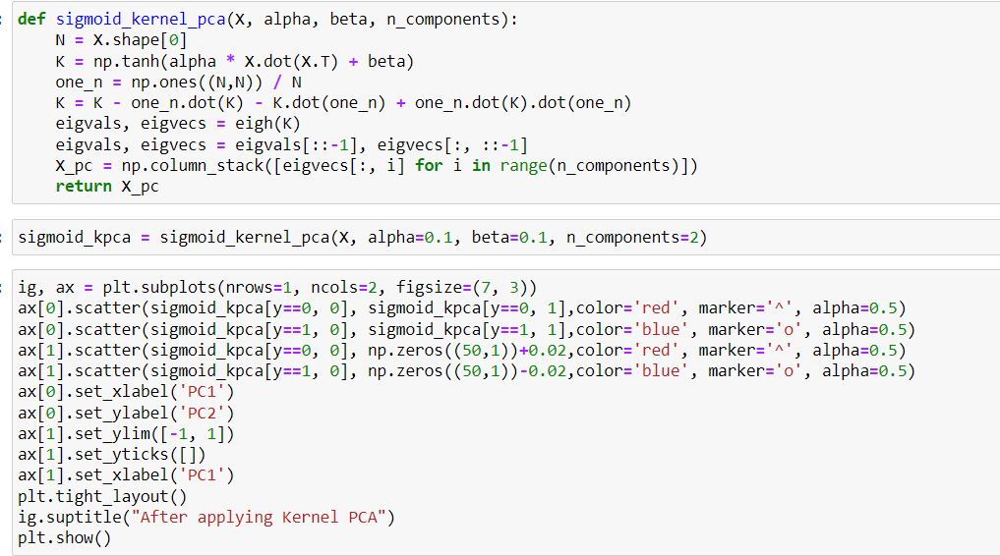 def sigmoid_kernel_pca(X, alpha, beta, n_components):
    N = X.shape[0]
    K = np.tanh(alpha * X.dot(X.T) + beta)
    one_n = np.ones((N,N)) / N
    K = K - one_n.dot(K) - K.dot(one_n) + one_n.dot(K).dot(one_n)
    eigvals, eigvecs = eigh(K)
    eigvals, eigvecs = eigvals[::-1], eigvecs[:, ::-1]
    X_pc = np.column_stack([eigvecs[:, i] for i in range(n_components)])
    return X_pc
sigmoid_kpca = sigmoid_kernel_pca(X, alpha=0.1, beta=0.1, n_components=2)
ig, ax = plt.subplots(nrows=1, ncols=2, figsize=(7, 3))
ax[0].scatter(sigmoid_kpca[y==0, 0], sigmoid_kpca[y==0, 1],color='red', marker='^', alpha=0.5)
ax[0].scatter(sigmoid_kpca[y==1, 0], sigmoid_kpca[y==1, 1],color='blue', marker='o', alpha=0.5)
ax[1].scatter(sigmoid_kpca[y==0, 0], np.zeros((50,1))+0.02,color='red', marker='^', alpha=0.5)
ax[1].scatter(sigmoid_kpca[y==1, 0], np.zeros((50,1))-0.02,color='blue', marker='o', alpha=0.5)
ax[0].set_xlabel('PC1')
ax[0].set_ylabel('PC2')
ax[1].set_ylim([-1, 1])
ax[1].set_yticks([])
ax[1].set_xlabel('PC1')
plt.tight_layout()
ig.suptitle("After applying Kernel PCA")
plt.show()